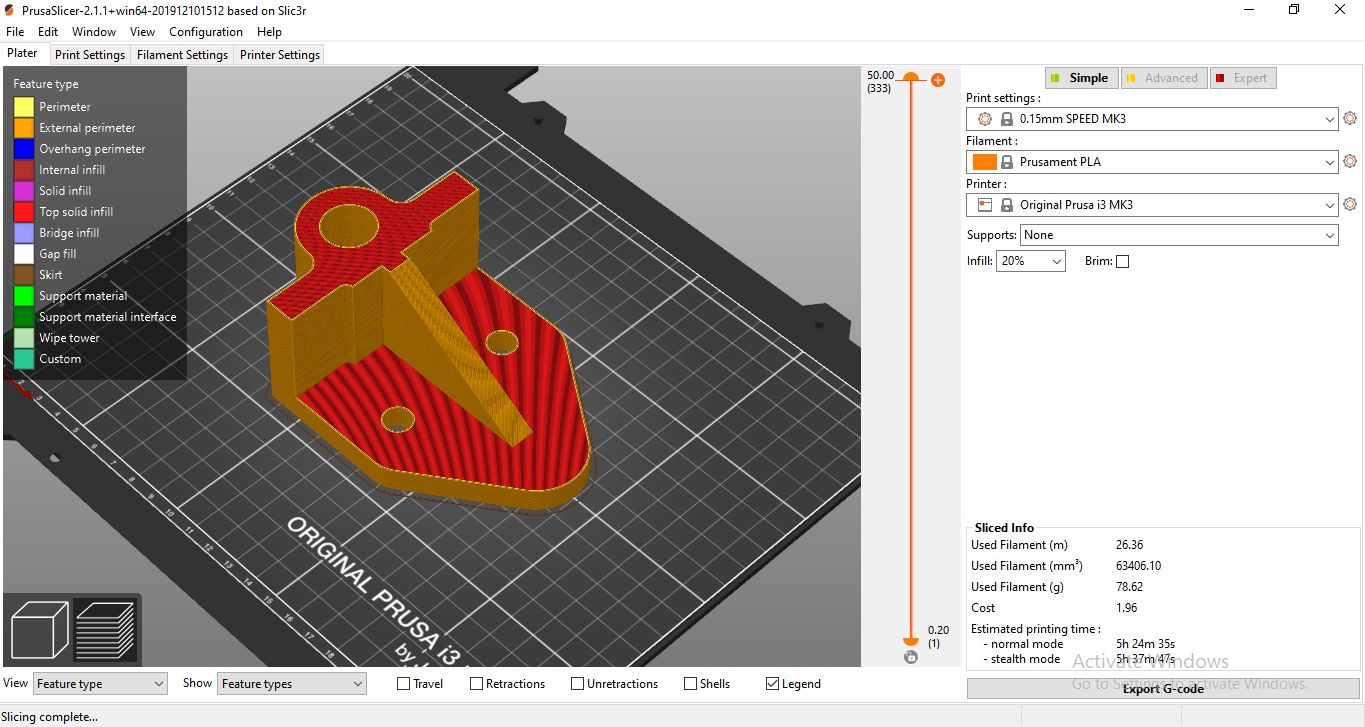 PrusaSlicer-2.1.1+win64-201912101512 based on Slic3r
File Edit Window View Configuration Help
Plater Print Settings Filament Settings Printer Settings
Feature type
Perimeter
External perimeter
Overhang perimeter
Internal infill
Solid infill
Top solid infill
Bridge infill
Gap fill
Skirt
Support material
Support material interface
Wipe tower
Custom
ORIGINAL PRUSA i3
by
50.00
(333)
0.20
(1)
Simple Advanced Expert
Print settings :
0.15mm SPEED MK3
Filament :
Prusament PLA
Printer :
Original Prusa i3 MK3
Supports: None
Infill: 20% Brim:
Sliced Info
Used Filament (m) 26.36
Used Filament (mm³) 63406.10
Used Filament (g) 78.62
Cost 1.96
Estimated printing time :
- normal mode 5h 24m 35s
- stealth mode 5h 37m 47s
Activate Windows
Go to Settings to activate Windows.
Export G-code
View Feature type Show Feature types Travel Retractions Unretractions Shells Legend
Slicing complete...